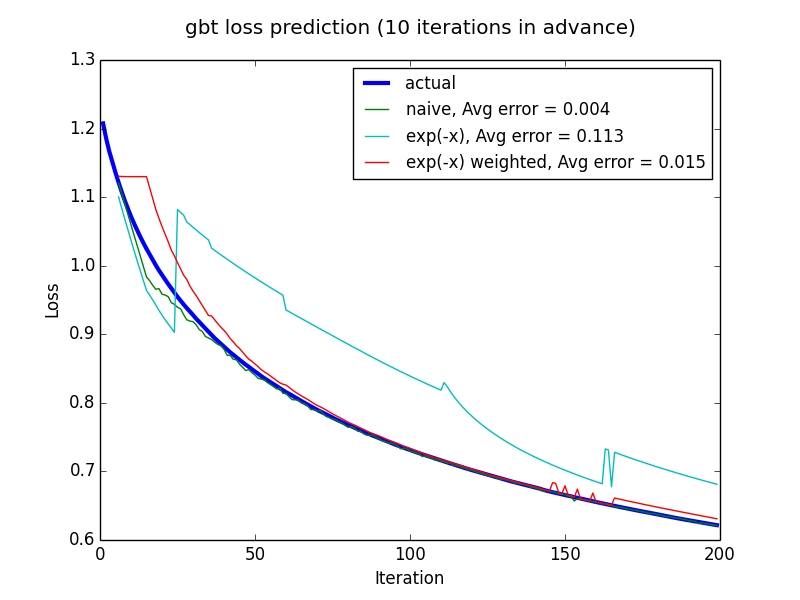 gbt loss prediction (10 iterations in advance)
1.3
1.2
1.1
1.0
0.9
0.8
0.7
0.6
Loss
actual
naive, Avg error = 0.004
exp(-x), Avg error = 0.113
exp(-x) weighted, Avg error = 0.015
0 50 100 150 200
Iteration